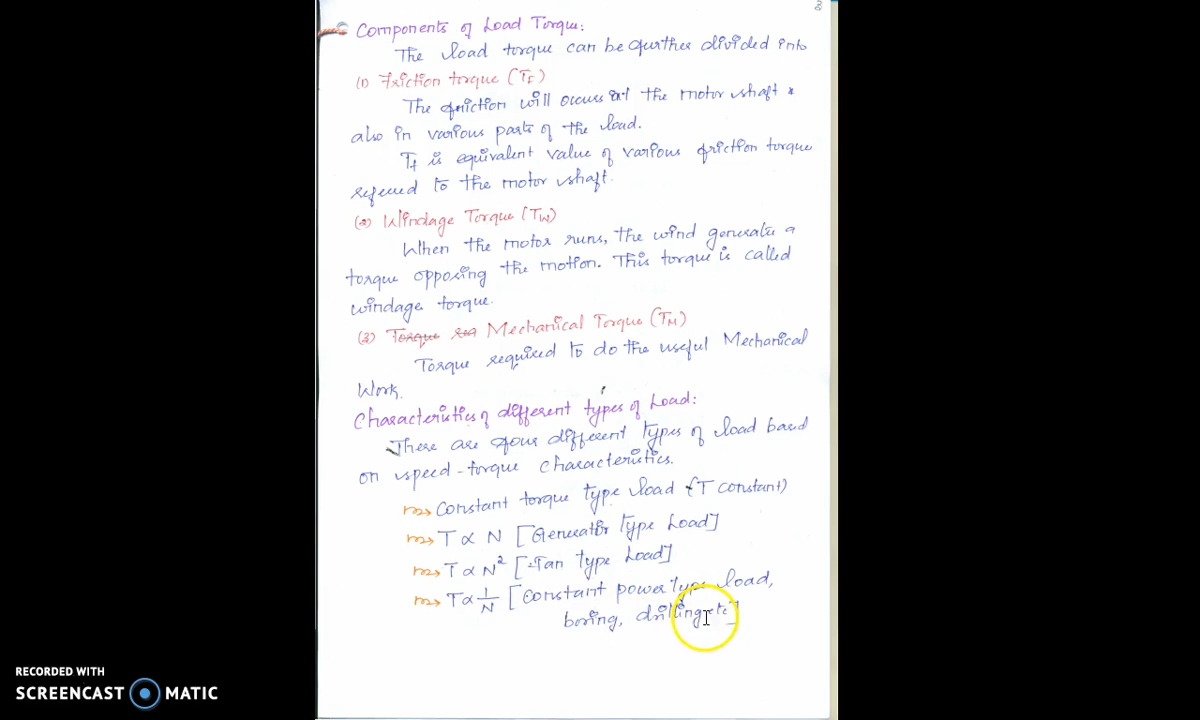 Components of Load Torque:
The load torque can be further divided into
(1) Friction torque (Tf)
The friction will occurs at the motor shaft &
also in various parts of the load.
Tf is equivalent value of various friction torque
refered to the motor shaft.
(2) Windage Torque (Tw)
When the motor runs, the wind generates a
torque opposing the motion. This torque is called
windage torque.
(3) Torque Mechanical Torque (TM)
Torque required to do the useful Mechanical
Work.
Characteristics of different types of Load:
There are four different types of load based
on speed-torque characteristics.
Constant torque type load (T constant)
T ∝ N [Generator type Load]
T ∝ N² [Fan type Load]
T ∝ 1/N [Constant power type load,
boring, drilling etc]
RECORDED WITH
SCREENCAST MATIC